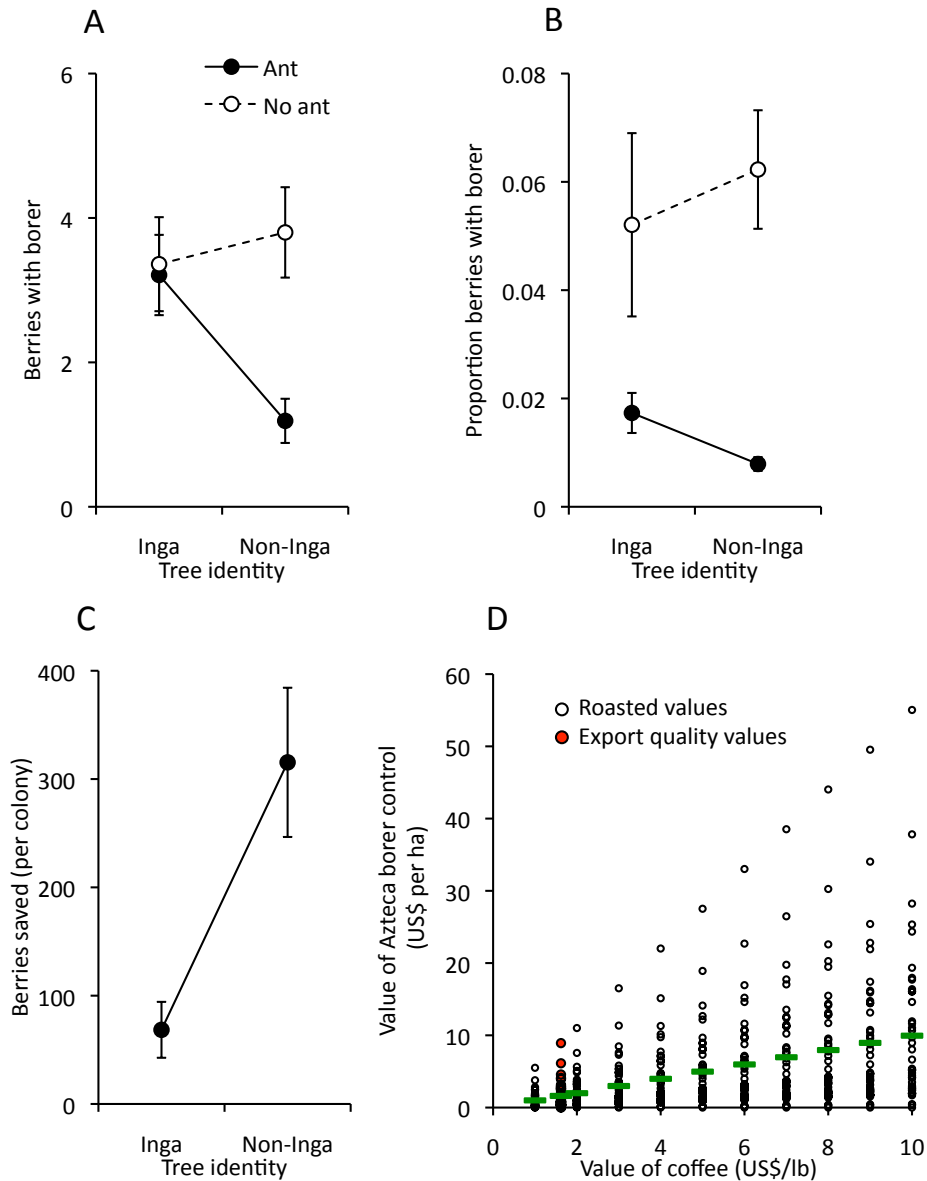 A
Ant
No ant
6
4
2
0
Berries with borer
Inga
Non-Inga
Tree identity
B
0.08
0.06
0.04
0.02
0
Proportion berries with borer
Inga
Non-Inga
Tree identity
C
400
300
200
100
0
Berries saved (per colony)
Inga
Non-Inga
Tree identity
D
Roasted values
Export quality values
60
50
40
30
20
10
0
Value of Azteca borer control
(US$ per ha)
0
2
4
6
8
10
Value of coffee (US$/lb)